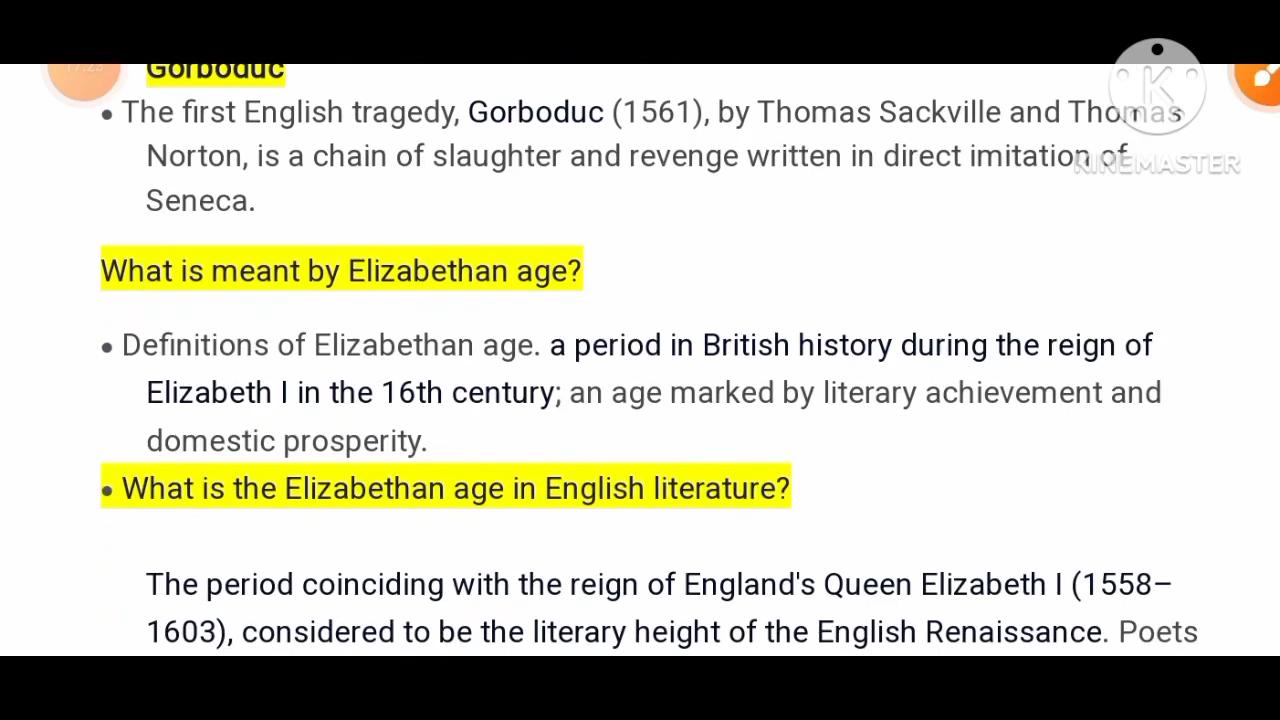 17:23
Gorboduc
• The first English tragedy, Gorboduc (1561), by Thomas Sackville and Thomas
Norton, is a chain of slaughter and revenge written in direct imitation of
Seneca.
KINEMASTER
What is meant by Elizabethan age?
• Definitions of Elizabethan age. a period in British history during the reign of
Elizabeth I in the 16th century; an age marked by literary achievement and
domestic prosperity.
• What is the Elizabethan age in English literature?
The period coinciding with the reign of England's Queen Elizabeth I (1558–
1603), considered to be the literary height of the English Renaissance. Poets